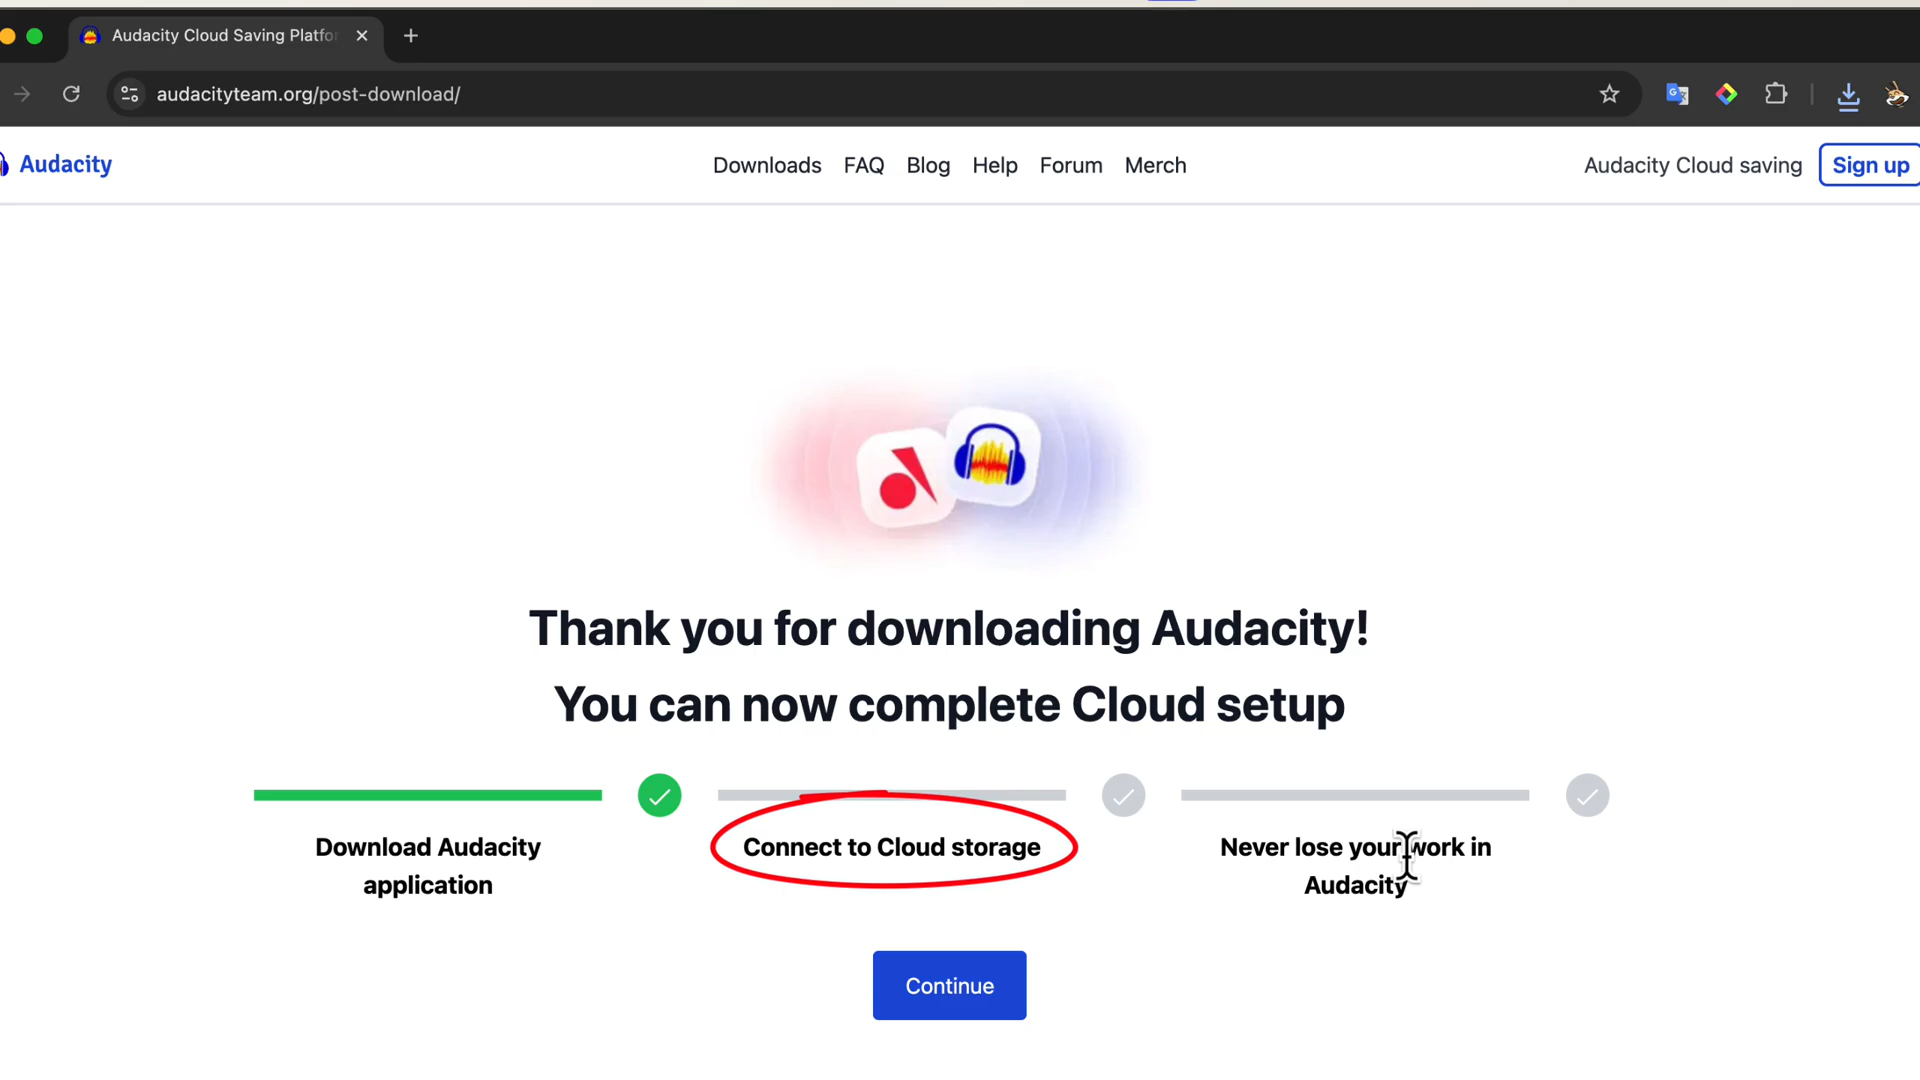 Audacity Cloud Saving Platfo
audacityteam.org/post-download/
Audacity
Downloads
FAQ
Blog
Help
Forum
Merch
Audacity Cloud saving
Sign up
Thank you for downloading Audacity!
You can now complete Cloud setup
Download Audacity
application
Connect to Cloud storage
Never lose your work in
Audacity
Continue